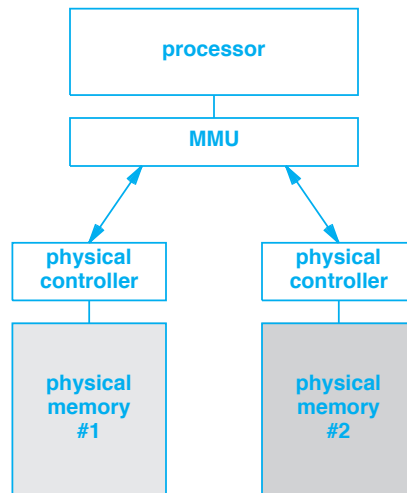 processor
MMU
physical
controller
physical
controller
physical
memory
#1
physical
memory
#2